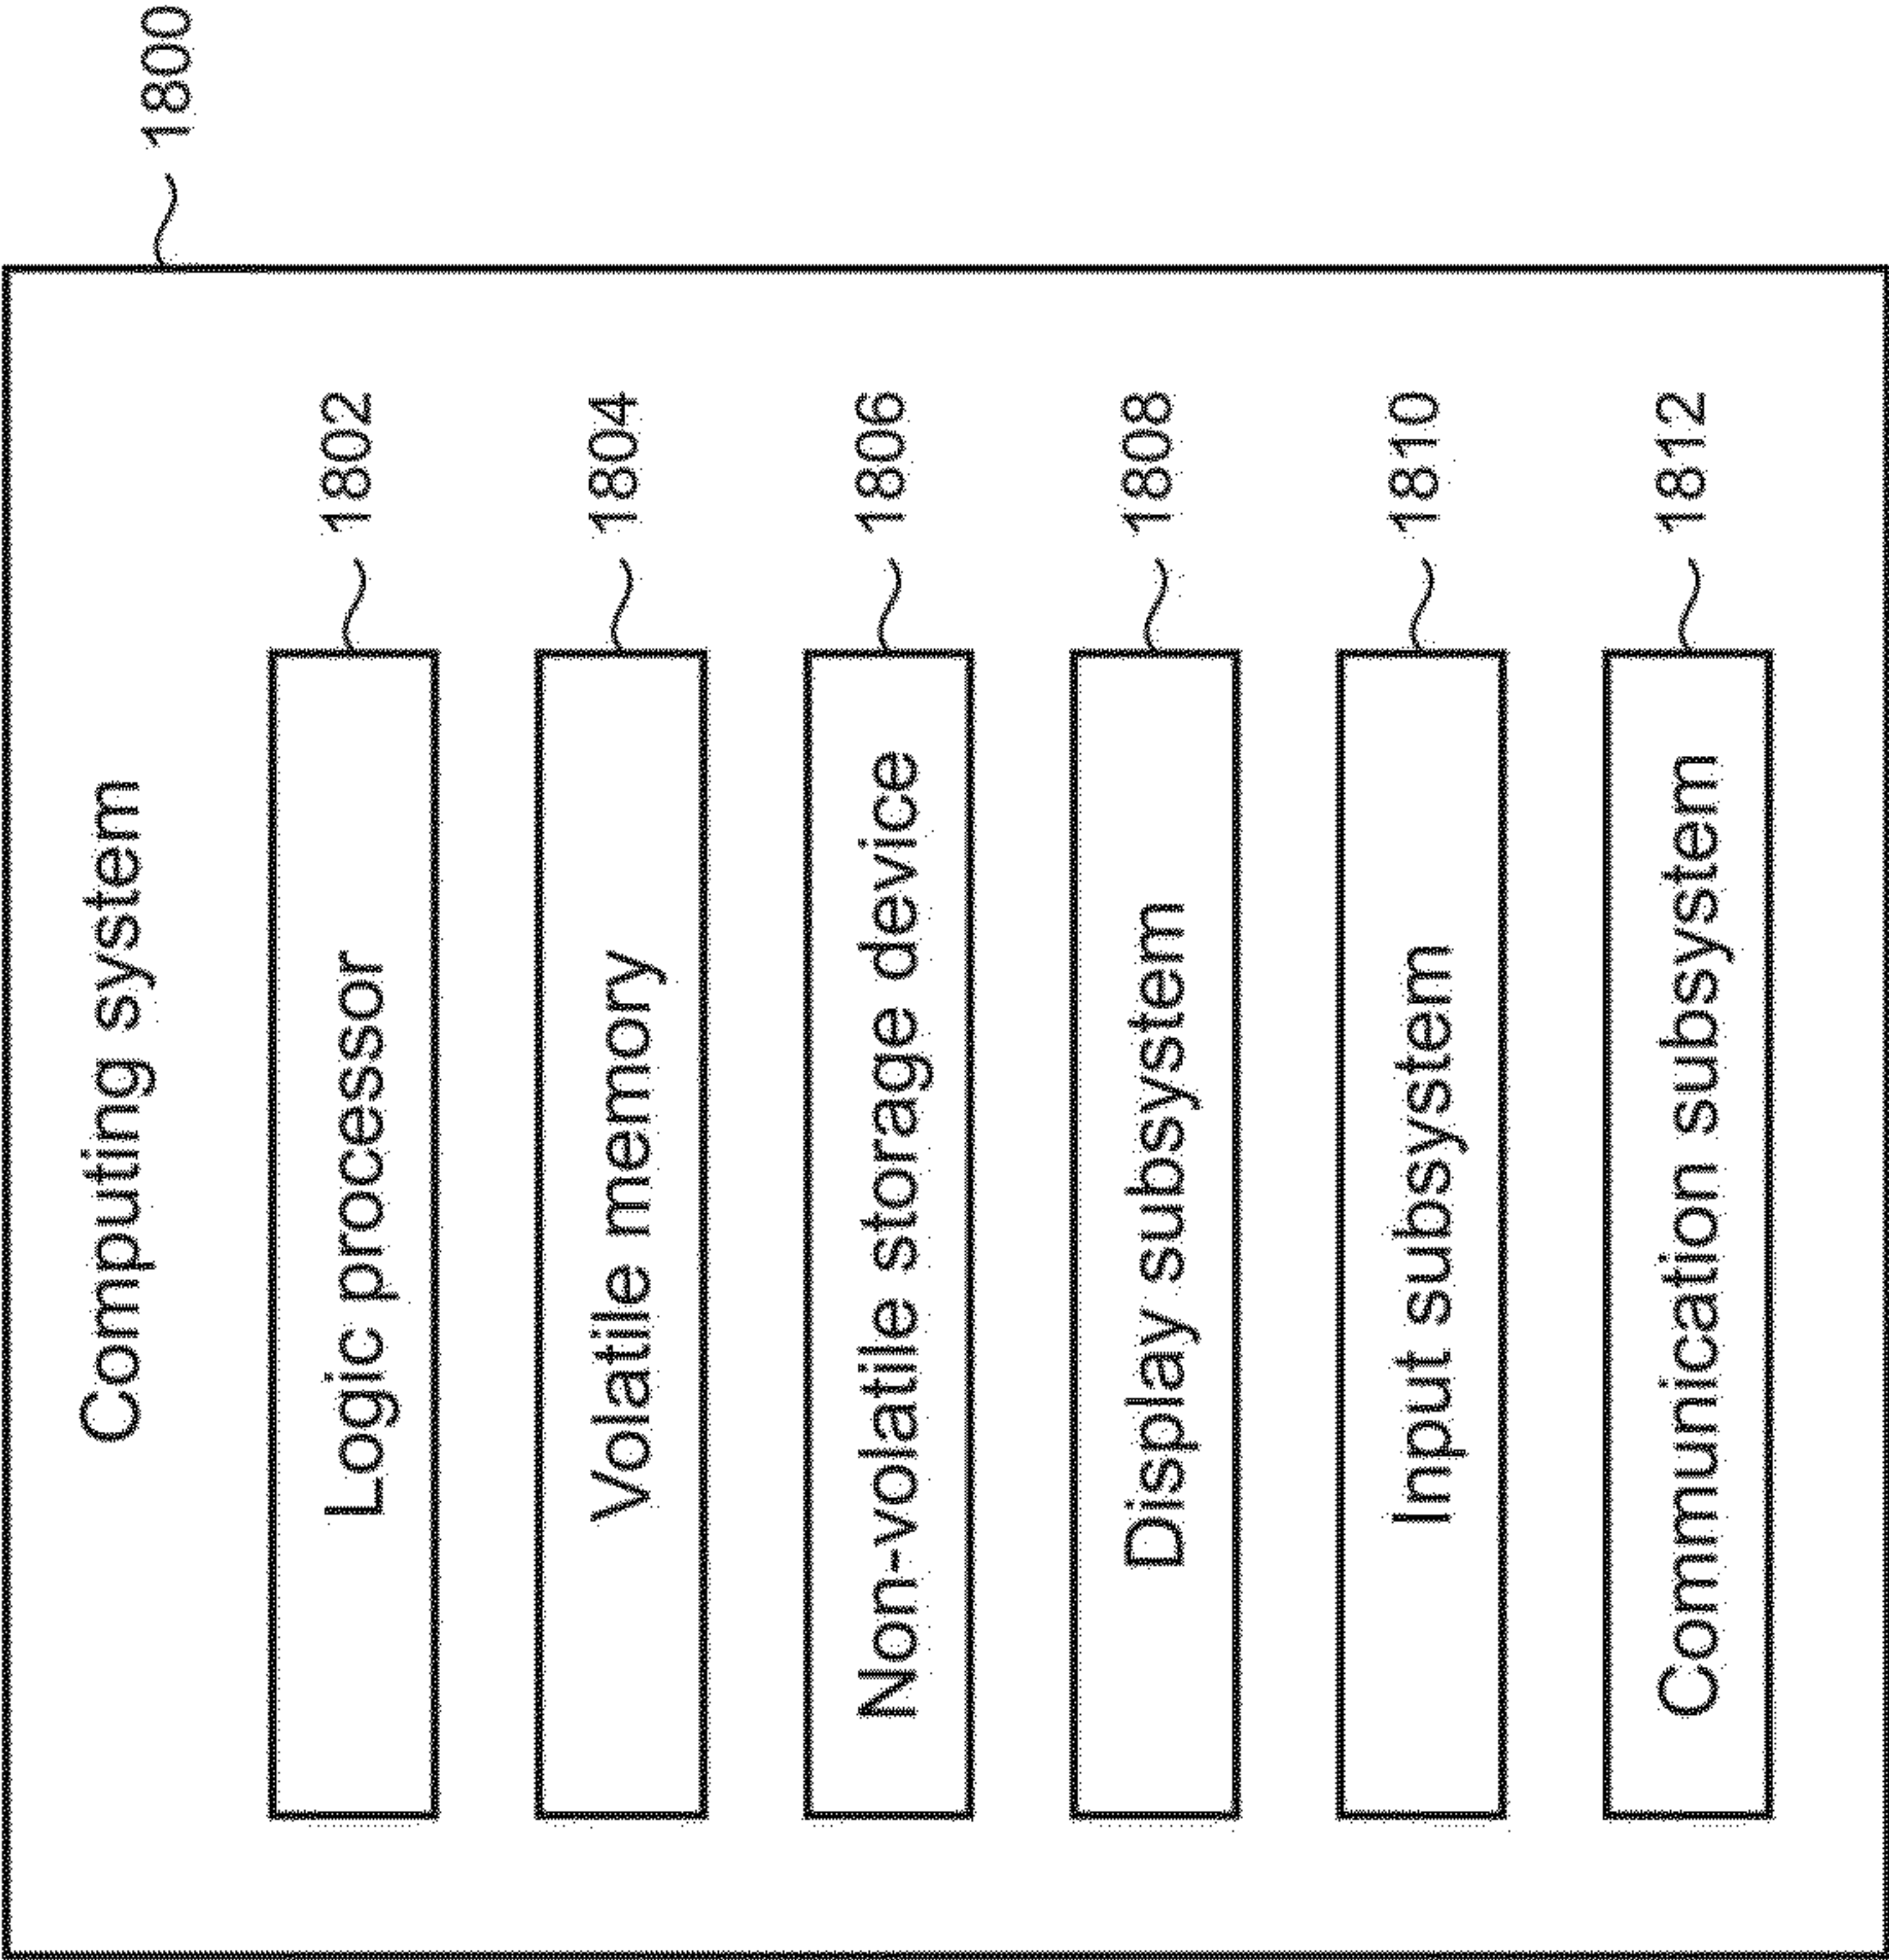 1800
Computing system
Logic processor
1802
Volatile memory
1804
Non-volatile storage device
1806
Display subsystem
1808
Input subsystem
1810
Communication subsystem
1812